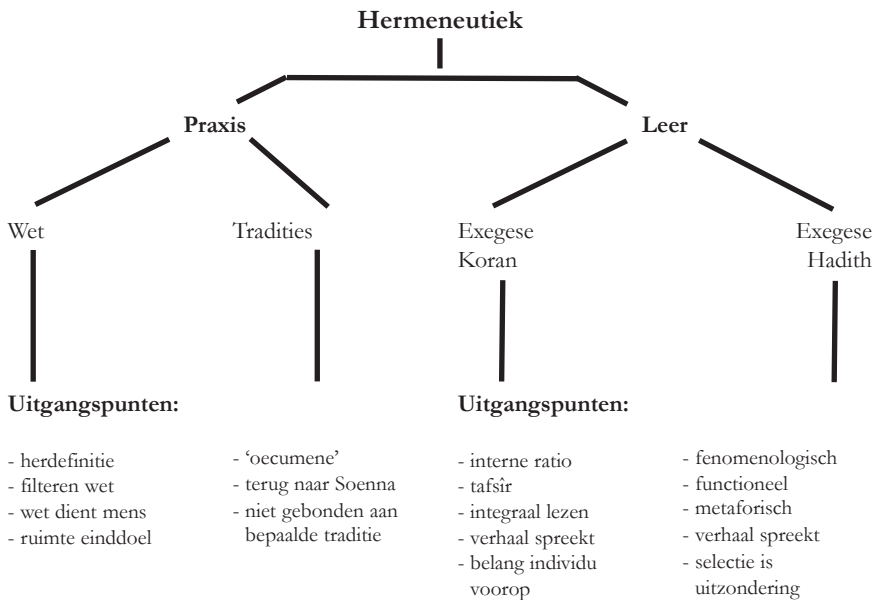 Hermeneutiek
Praxis
Leer
Wet
Tradities
Exegese
Koran
Exegese
Hadith
Uitgangspunten:
- herdefinitie
- filteren wet
- wet dient mens
- ruimte einddoel
- ‘oecumene’
- terug naar Soenna
- niet gebonden aan
bepaalde traditie
Uitgangspunten:
- interne ratio
- tafsîr
- integraal lezen
- verhaal spreekt
- belang individu
voorop
- fenomenologisch
- functioneel
- metaforisch
- verhaal spreekt
- selectie is
uitzondering